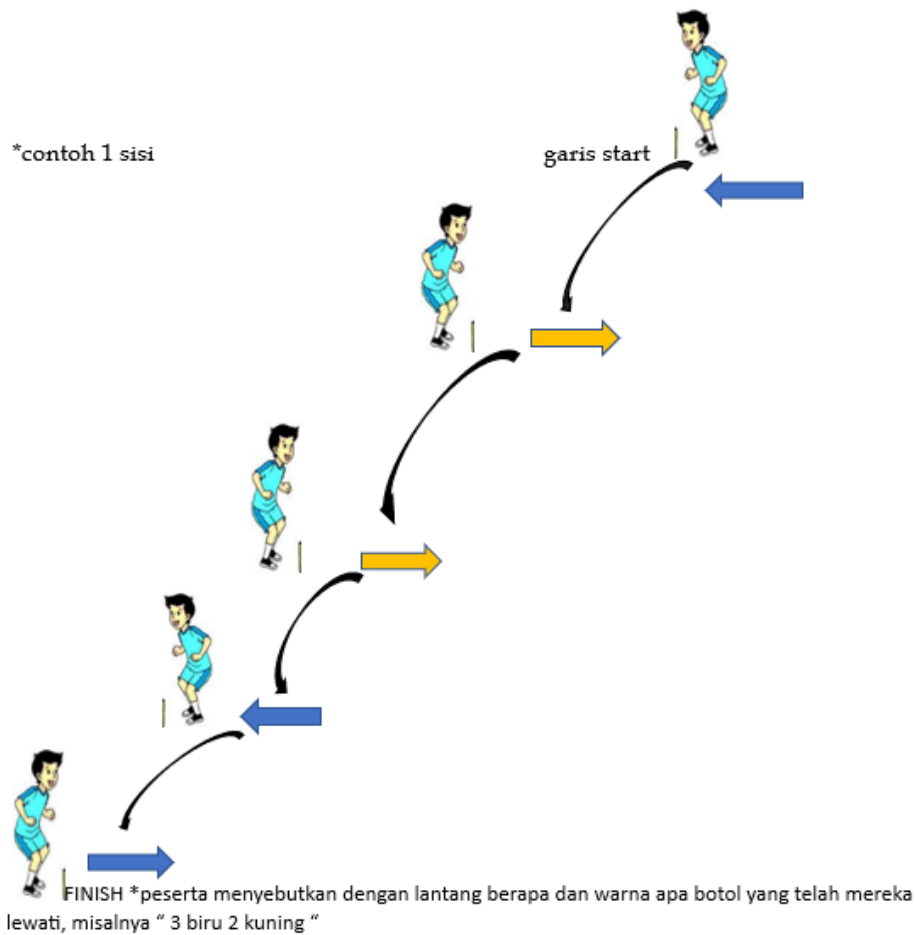 *contoh 1 sisi
garis start
FINISH *peserta menyebutkan dengan lantang berapa dan warna apa botol yang telah mereka
lewati, misalnya “ 3 biru 2 kuning “